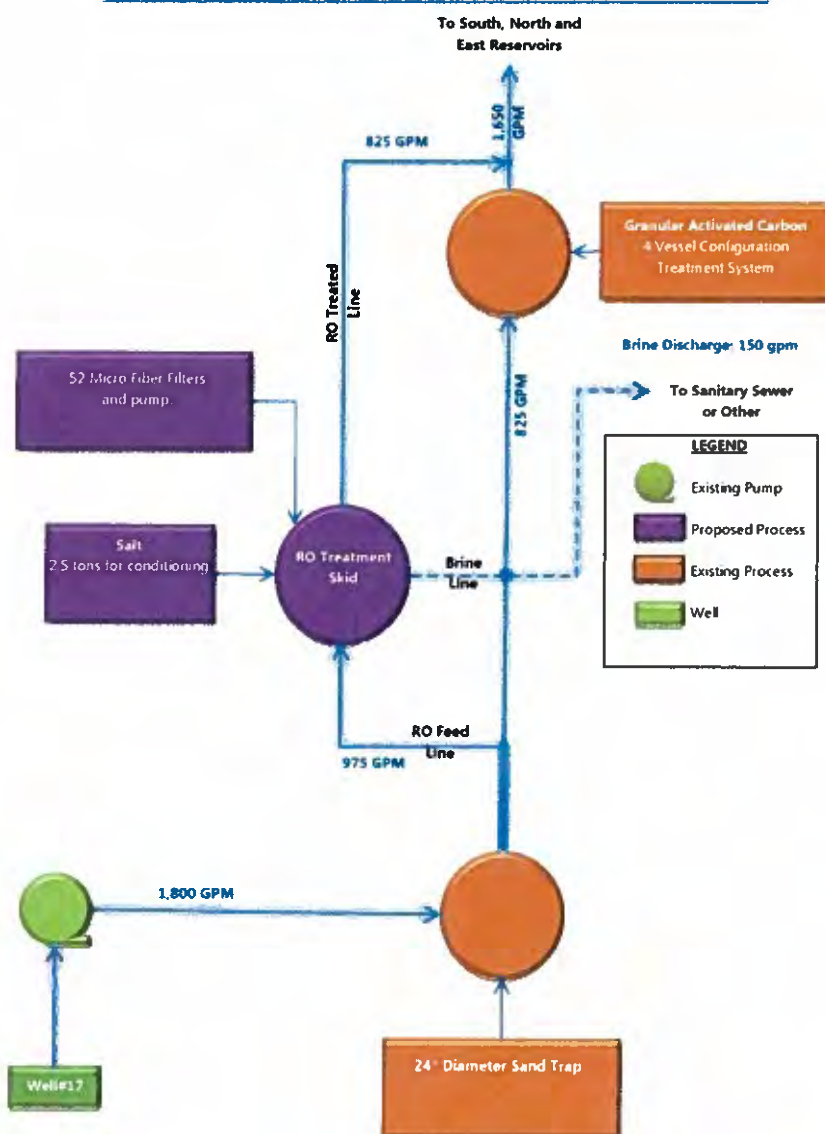 To South, North and
East Reservoirs
1,650
GPM
825 GPM
Granular Activated Carbon
4 Vessel Configuration
Treatment System
RO Treated
Line
Brine Discharge: 150 gpm
52 Micro Fiber Filters
and pump.
825 GPM
To Sanitary Sewer
or Other
LEGEND
Existing Pump
Proposed Process
Existing Process
Well
Salt
2.5 tons for conditioning
RO Treatment
Skid
Brine
Line
RO Feed
Line
975 GPM
1,800 GPM
24" Diameter Sand Trap
Well#17